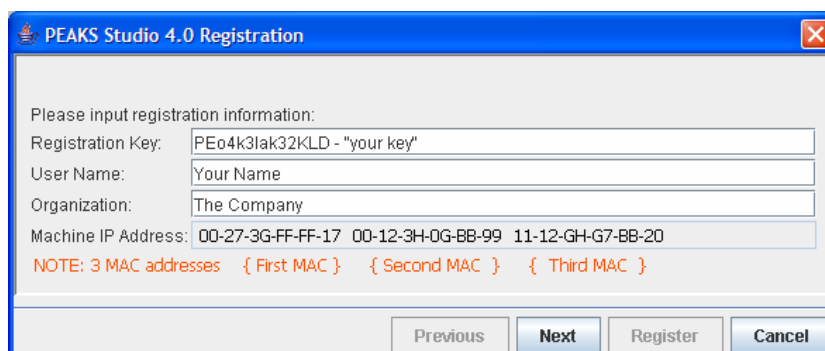 PEAKS Studio 4.0 Registration
Please input registration information:
Registration Key: PEo4k3lak32KLD - "your key"
User Name: Your Name
Organization: The Company
Machine IP Address: 00-27-3G-FF-FF-17 00-12-3H-0G-BB-99 11-12-GH-G7-BB-20
NOTE: 3 MAC addresses { First MAC } { Second MAC } { Third MAC }
Previous Next Register Cancel